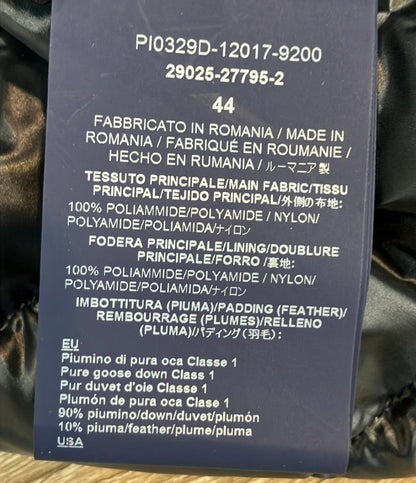 PI0329D-12017-9200
29025-27795-2
44
FABBRICATO IN ROMANIA / MADE IN
ROMANIA / FABRIQUÉ EN ROUMANIE /
HECHO EN RUMANIA / ルーマニア製
TESSUTO PRINCIPALE/MAIN FABRIC/TISSU
PRINCIPAL/TEJIDO PRINCIPAL/外側の布地:
100% POLIAMMIDE/POLYAMIDE / NYLON/
POLYAMIDE/POLIAMIDA/ナイロン
FODERA PRINCIPALE/LINING/DOUBLURE
PRINCIPALE/FORRO /裏地:
100% POLIAMMIDE/POLYAMIDE / NYLON/
POLYAMIDE/POLIAMIDA/ナイロン
IMBOTTITURA (PIUMA)/PADDING (FEATHER)/
REMBOURRAGE (PLUMES)/RELLENO
(PLUMA)/パディング (羽毛):
EU
Piumino di pura oca Classe 1
Pure goose down Class 1
Pur duvet d'oie Classe 1
Plumón de pura oca Clase 1
90% piumino/down/duvet/plumón
10% piuma/feather/plume/pluma
USA